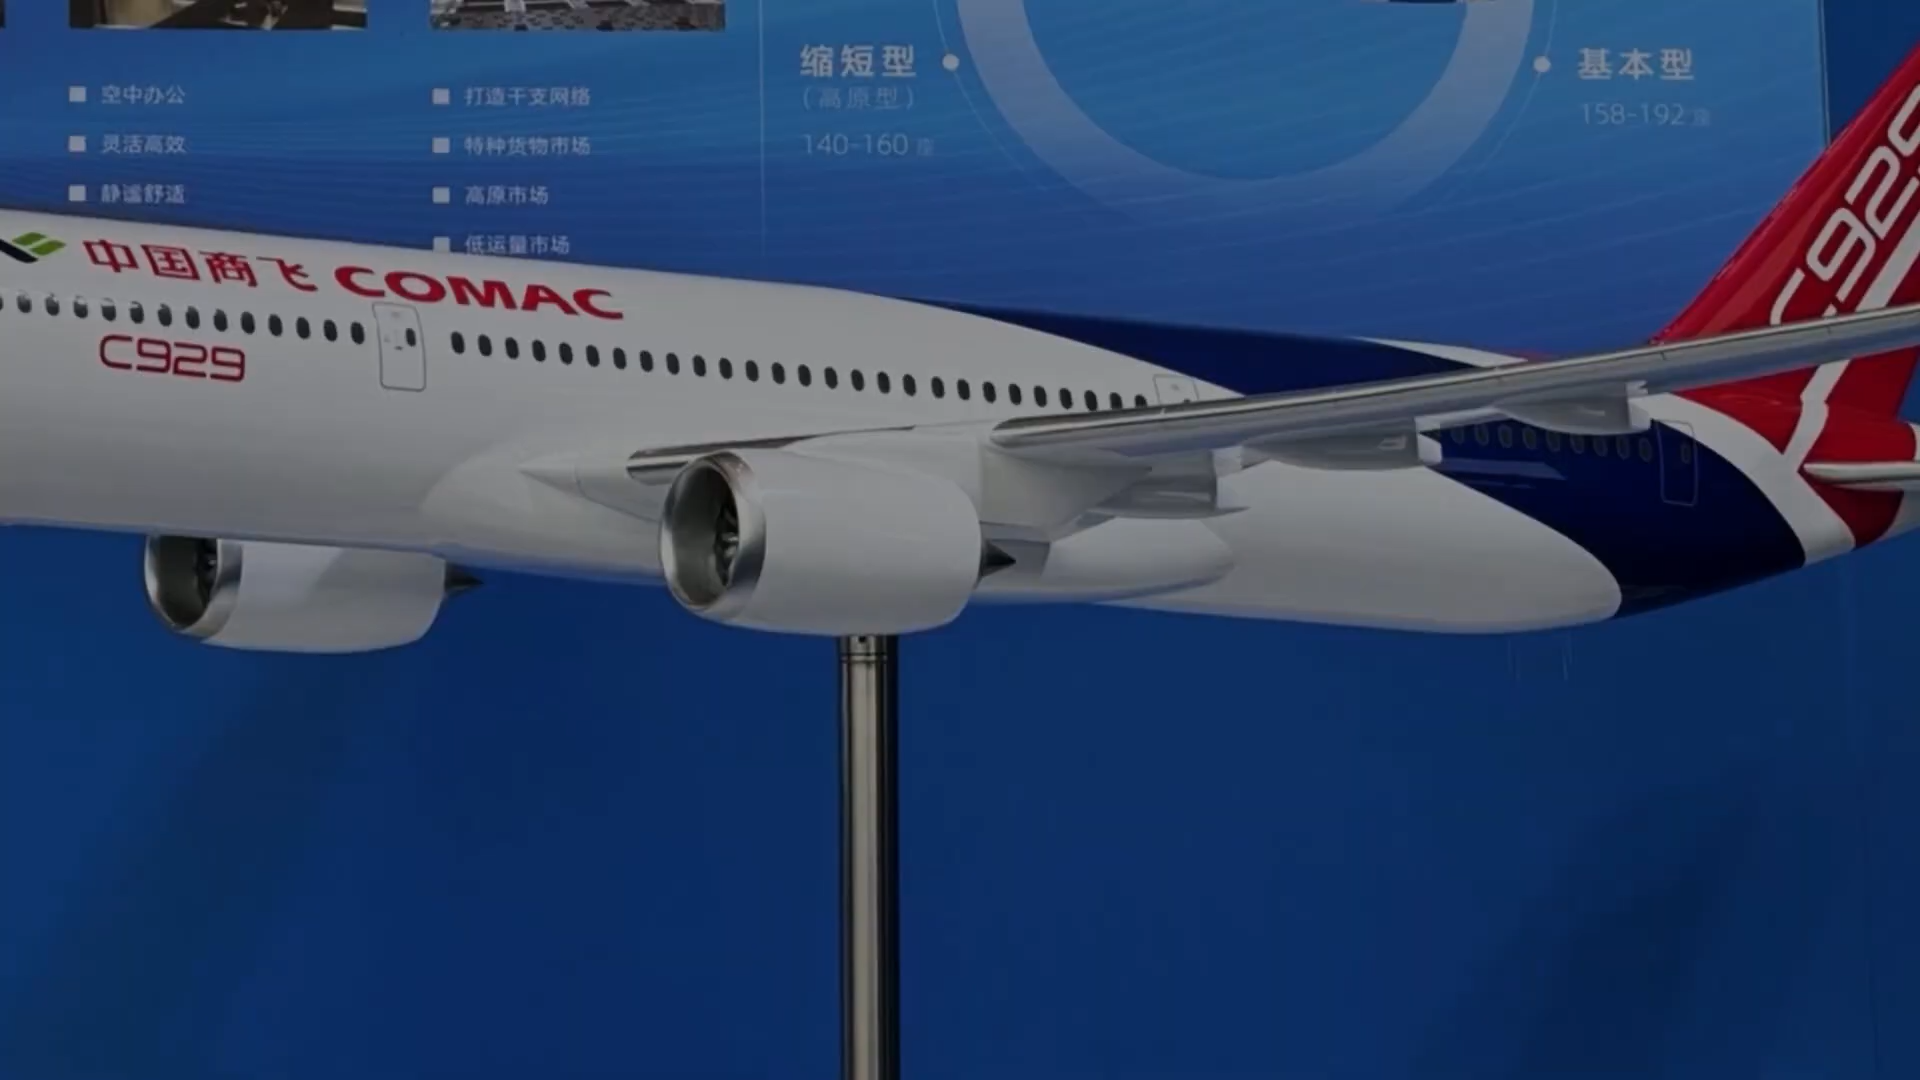 空中办公
灵活高效
静谧舒适
打造干支网络
特种货物市场
高原市场
低运量市场
缩短型
(高原型)
140-160 座
基本型
158-192 座
中国商飞 COMAC
C929
C929